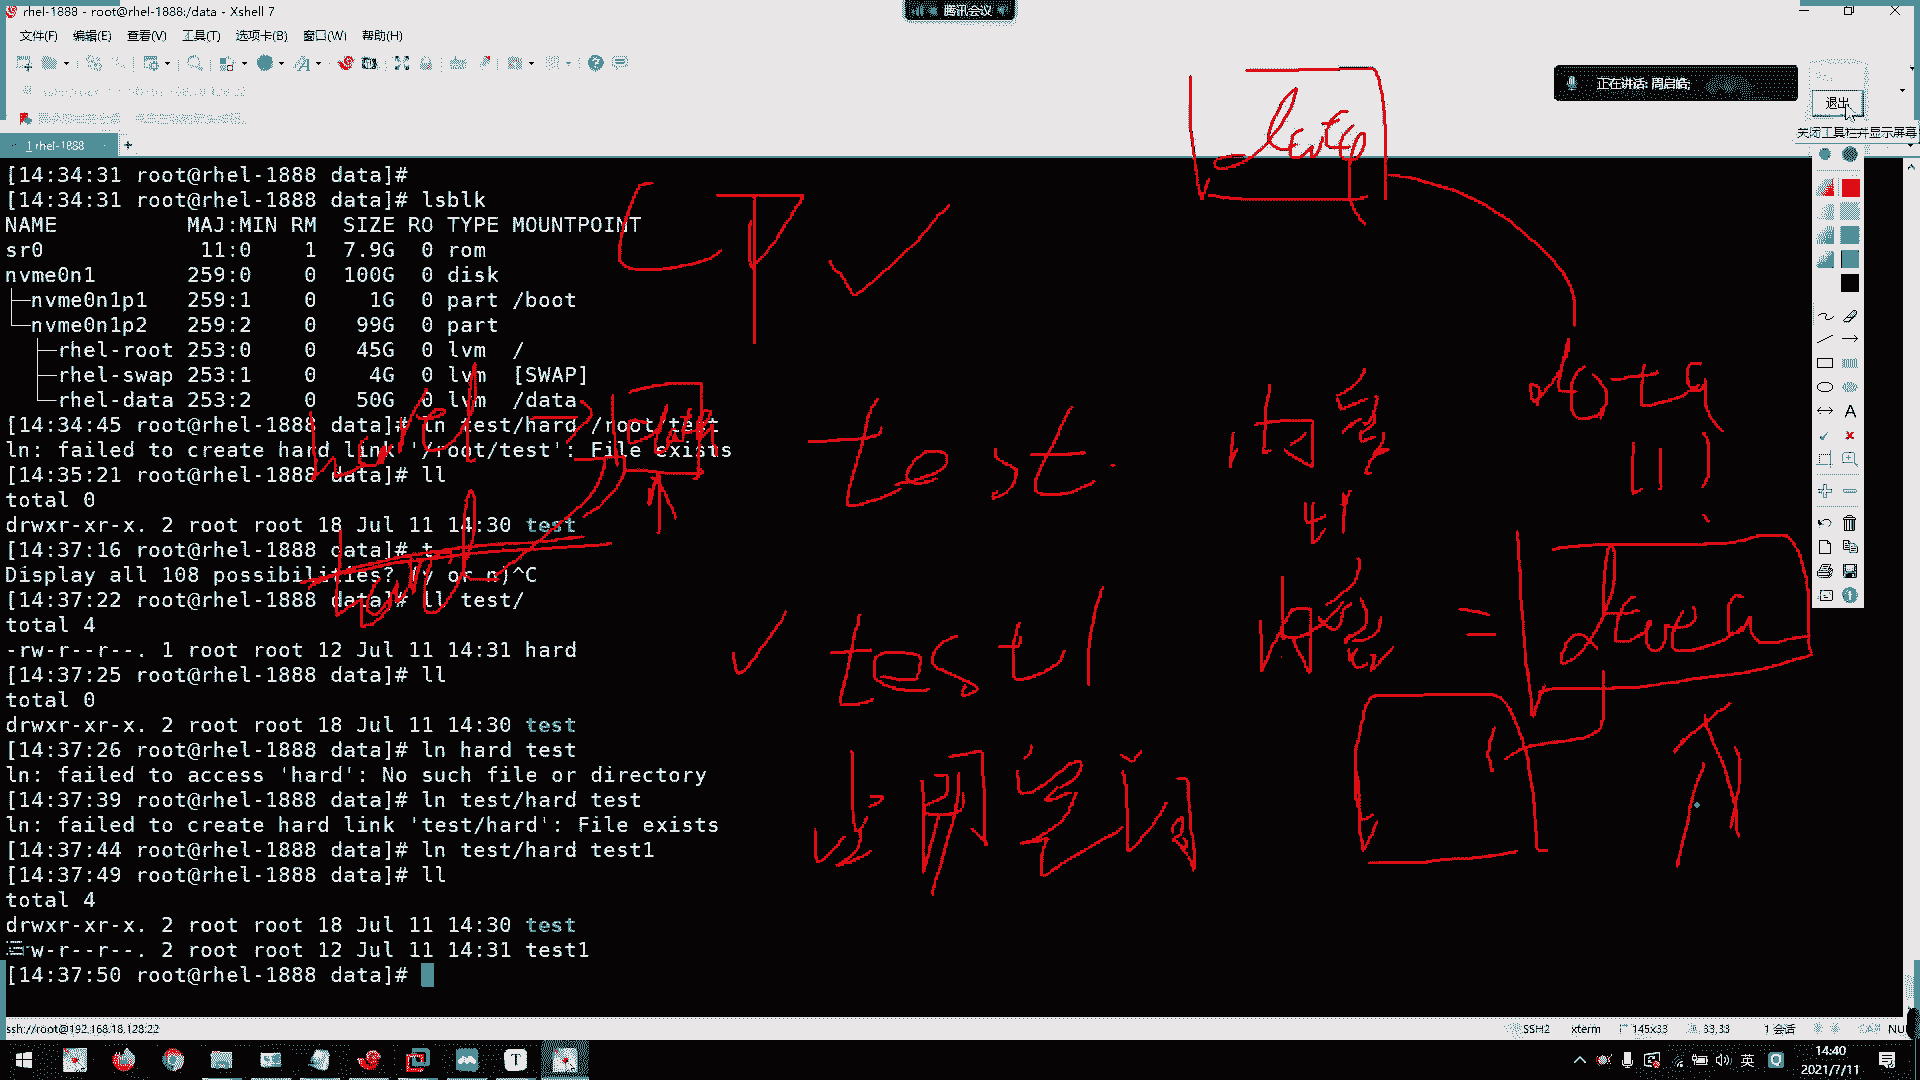 rhel-1888 - root@rhel-1888:/data - Xshell 7
腾讯会议
文件(F) 编辑(E) 查看(V) 工具(T) 选项卡(B) 窗口(W) 帮助(H)
正在讲话: 周启皓;
退出
关闭工具栏并显示屏幕
1 rhel-1888
[14:34:31 root@rhel-1888 data]#
[14:34:31 root@rhel-1888 data]# lsblk
NAME MAJ:MIN RM SIZE RO TYPE MOUNTPOINT
sr0 11:0 1 7.9G 0 rom
nvme0n1 259:0 0 100G 0 disk
├─nvme0n1p1 259:1 0 1G 0 part /boot
└─nvme0n1p2 259:2 0 99G 0 part
├─rhel-root 253:0 0 45G 0 lvm /
├─rhel-swap 253:1 0 4G 0 lvm [SWAP]
└─rhel-data 253:2 0 50G 0 lvm /data
[14:34:45 root@rhel-1888 data]# ln test/hard /root/test
ln: failed to create hard link '/root/test': File exists
[14:35:21 root@rhel-1888 data]# ll
total 0
drwxr-xr-x. 2 root root 18 Jul 11 14:30 test
[14:37:16 root@rhel-1888 data]# t
Display all 108 possibilities? (y or n)^C
[14:37:22 root@rhel-1888 data]# ll test/
total 4
-rw-r--r--. 1 root root 12 Jul 11 14:31 hard
[14:37:25 root@rhel-1888 data]# ll
total 0
drwxr-xr-x. 2 root root 18 Jul 11 14:30 test
[14:37:26 root@rhel-1888 data]# ln hard test
ln: failed to access 'hard': No such file or directory
[14:37:39 root@rhel-1888 data]# ln test/hard test
ln: failed to create hard link 'test/hard': File exists
[14:37:44 root@rhel-1888 data]# ln test/hard test1
[14:37:49 root@rhel-1888 data]# ll
total 4
drwxr-xr-x. 2 root root 18 Jul 11 14:30 test
w-r--r--. 2 root root 12 Jul 11 14:31 test1
[14:37:50 root@rhel-1888 data]#
CP
test 内容
data
test1 内容 =
ssh://root@192.168.18.128:22
SSH2 xterm 145x33 33,33 1 会话
英
14:40
2021/7/11